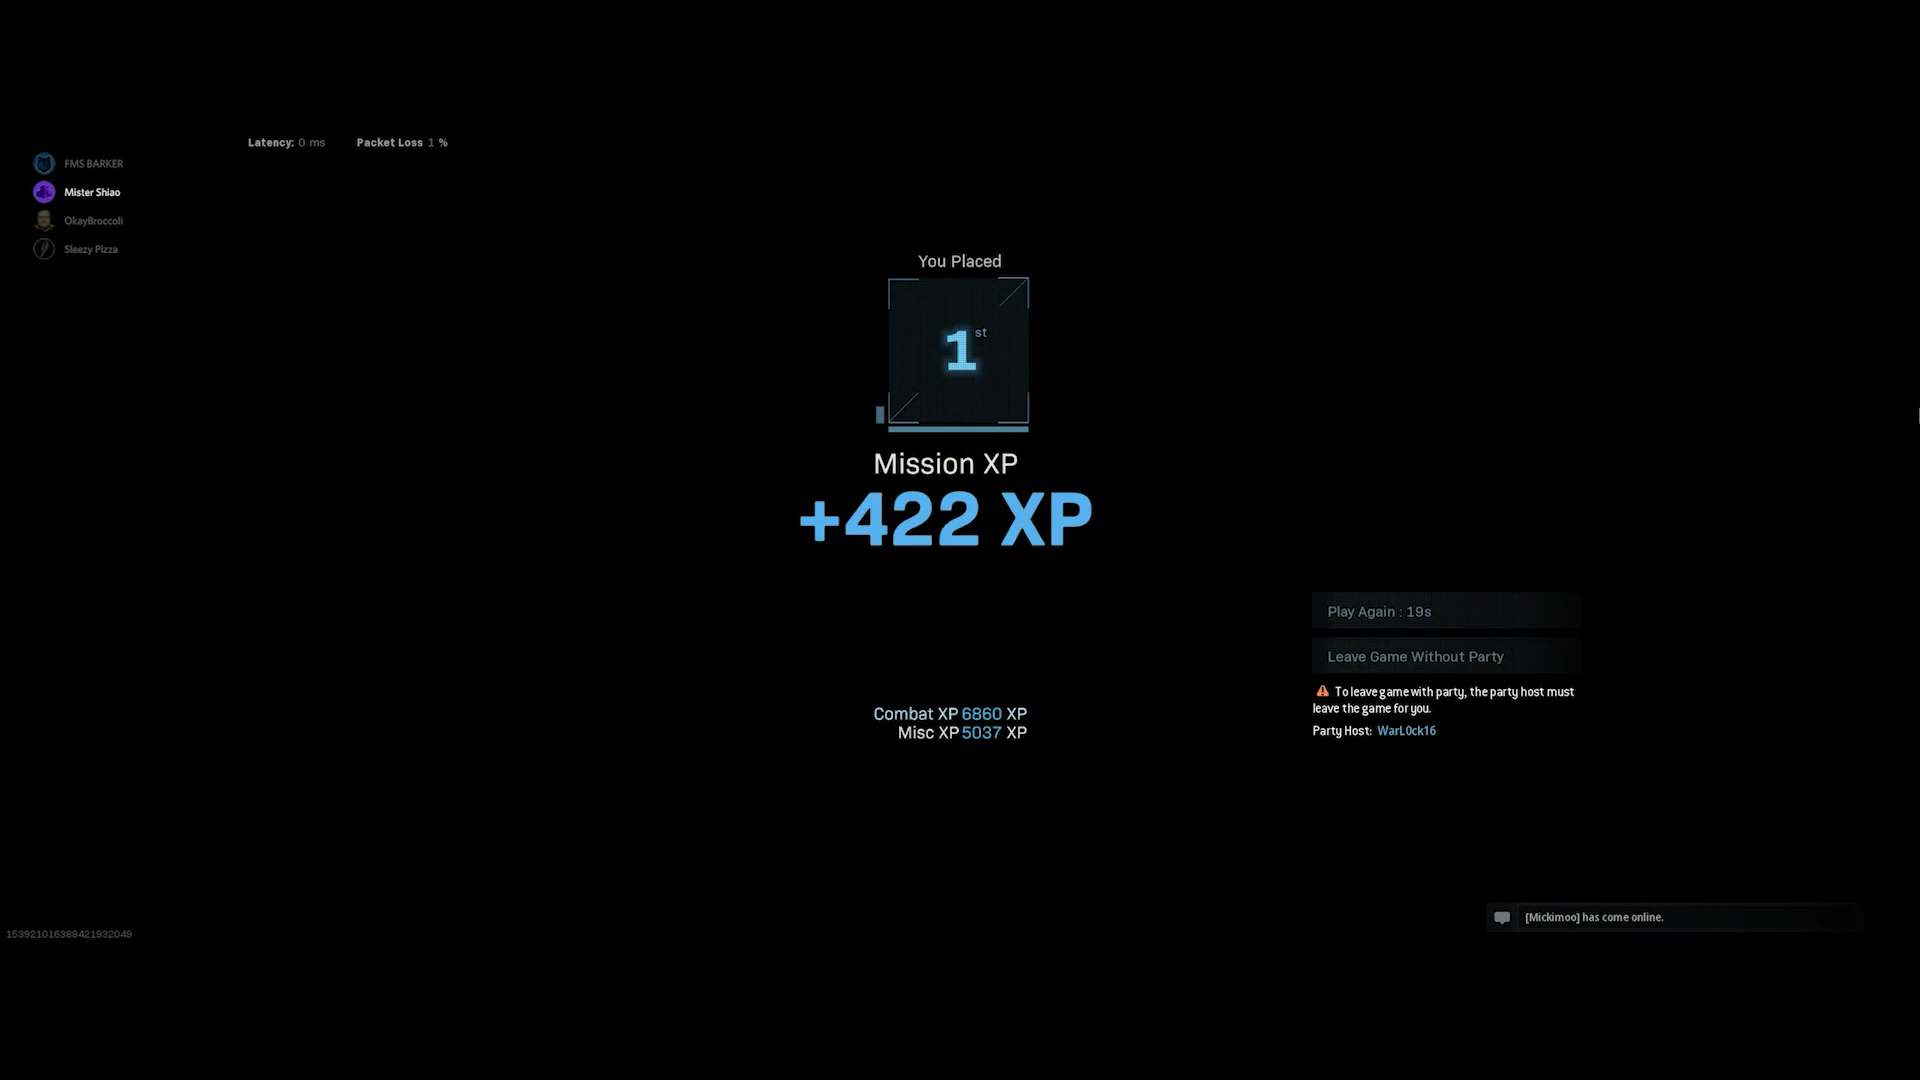 Latency: 0 ms Packet Loss 1 %
FMS BARKER
Mister Shiao
OkayBroccoli
Sleezy Pizza
You Placed
1st
Mission XP
+422 XP
Play Again : 19s
Leave Game Without Party
To leave game with party, the party host must
leave the game for you.
Party Host: WarL0ck16
Combat XP 6860 XP
Misc XP 5037 XP
[Mickimoo] has come online.
153921016388421932049